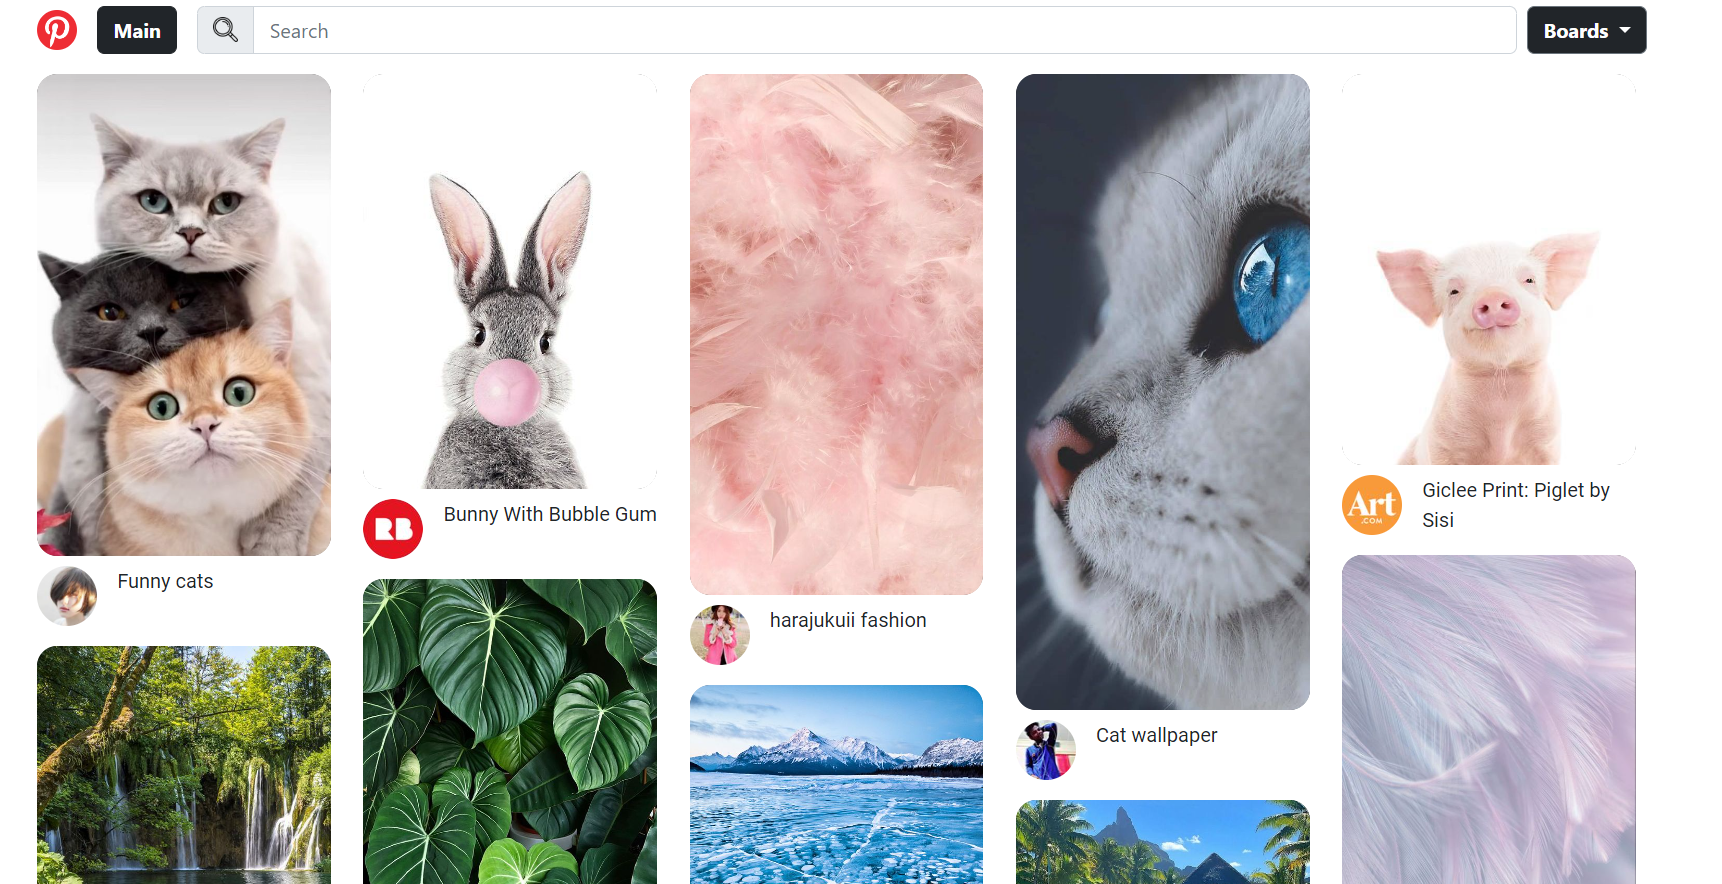 Main
Search
Boards
Bunny With Bubble Gum
RB
Giclee Print: Piglet by
Sisi
Art
.COM
Funny cats
harajukuii fashion
Cat wallpaper